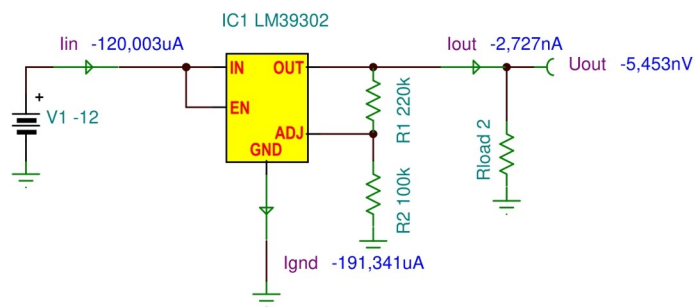 IC1 LM39302
Iin -120,003uA
Iout -2,727nA
Uout -5,453nV
IN
OUT
EN
ADJ
GND
+
V1 -12
R1 220k
R2 100k
Rload 2
Ignd -191,341uA